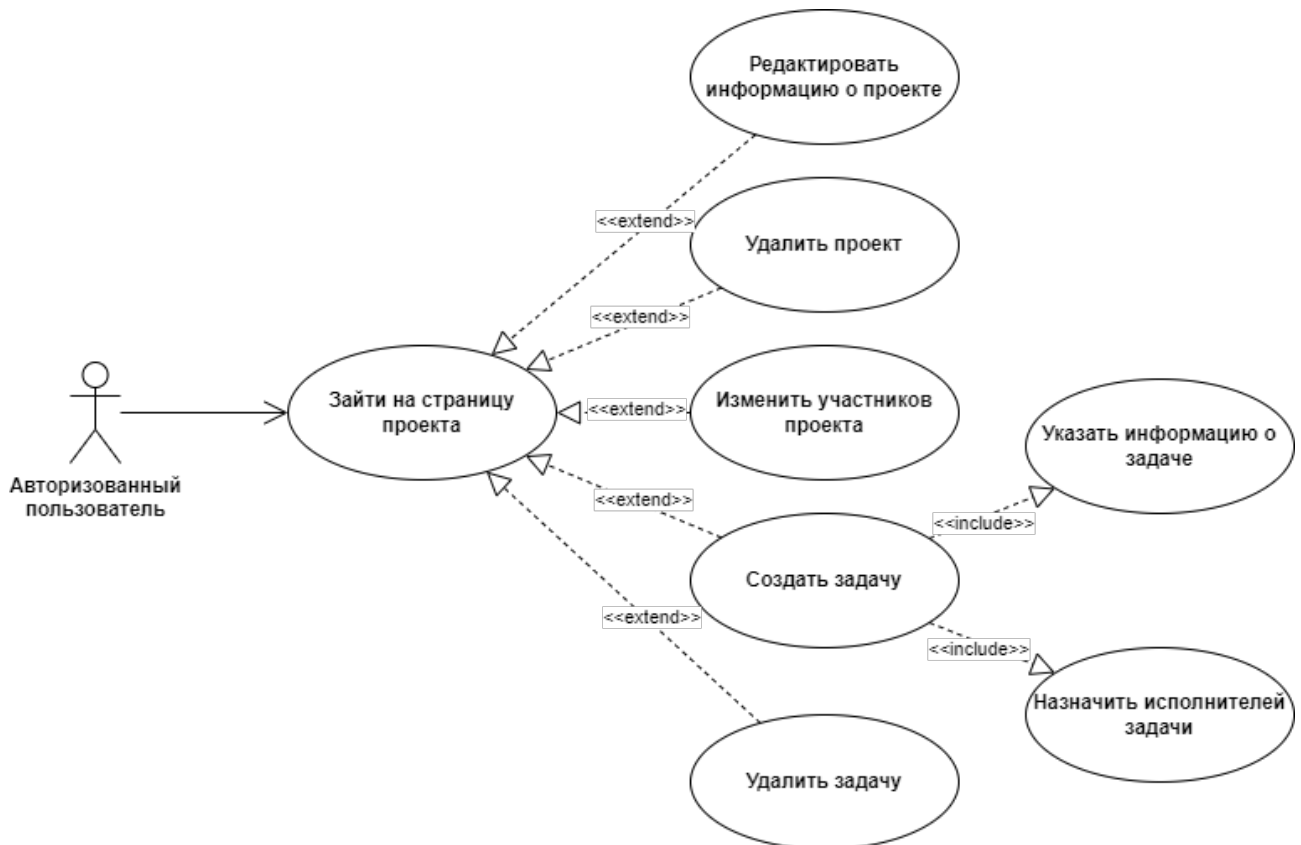 Редактировать
информацию о проекте
<<extend>>
Удалить проект
<<extend>>
Зайти на страницу
проекта
<<extend>>
Изменить участников
проекта
Указать информацию о
задаче
Авторизованный
пользователь
<<extend>>
<<include>>
Создать задачу
<<extend>>
<<include>>
Назначить исполнителей
задачи
Удалить задачу